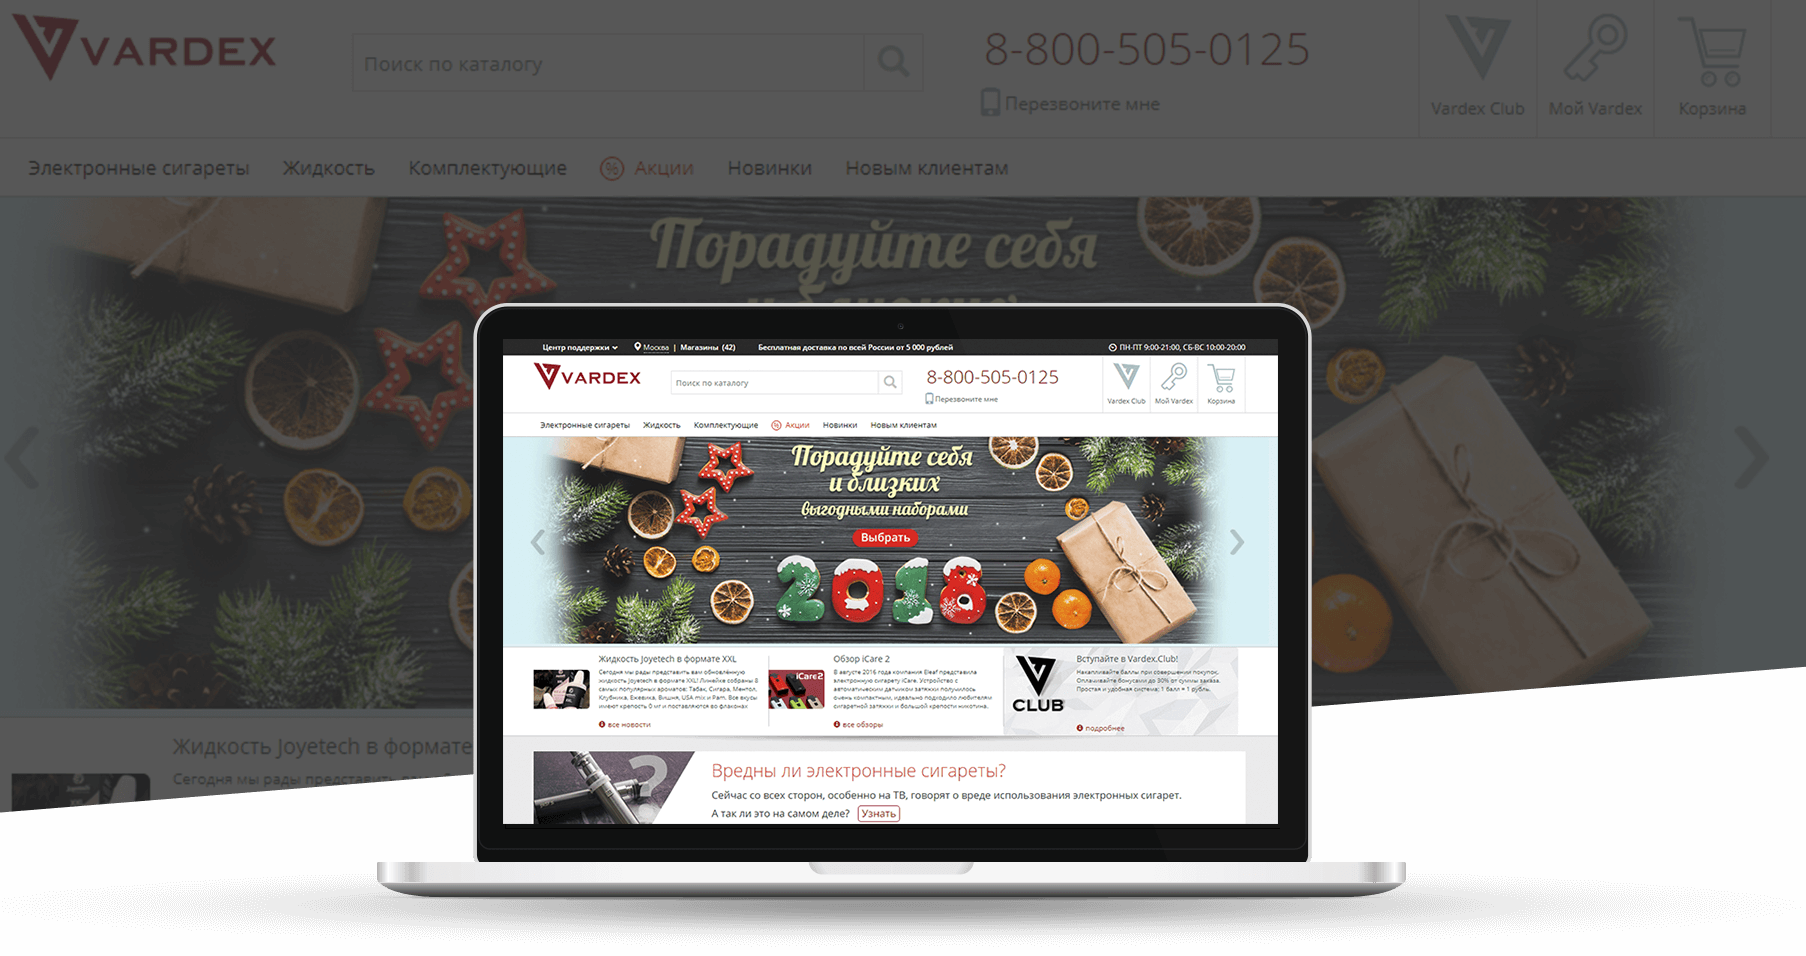 VARDEX
Поиск по каталогу
8-800-505-0125
Перезвоните мне
Vardex Club
Мой Vardex
Корзина
Электронные сигареты Жидкость Комплектующие % Акции Новинки Новым клиентам
Порадуйте себя
и близких
Жидкость Joyetech в формате
Сегодня мы рады представить
Центр поддержки Москва | Магазины (42) Бесплатная доставка по всей России от 5 000 рублей ПН-ПТ 9:00-21:00, СБ-ВС 10:00-20:00
VARDEX
Поиск по каталогу
8-800-505-0125
Перезвоните мне
Vardex Club
Мой Vardex
Корзина
Электронные сигареты Жидкость Комплектующие % Акции Новинки Новым клиентам
Порадуйте себя
и близких
выгодными наборами
Выбрать
2018
Жидкость Joyetech в формате XXL
Сегодня мы рады представить вам обновлённую
жидкость Joyetech в формате XXL! Линейке собраны 8
самых популярных ароматов: Табак, Сигара, Ментол,
Клубника, Ежевика, Вишня, USA mix и Pam. Все вкусы
имеют крепость 0 мг и поставляются во флаконах
все новости
iCare2
Обзор iCare 2
В августе 2016 года компания Eleaf представила
электронную сигарету iCare. Устройство с
автоматическим датчиком затяжки получилось
очень компактным, идеально подходило любителям
сигаретной затяжки и большой крепости никотина.
все обзоры
CLUB
Вступайте в Vardex.Club!
Накапливайте баллы при совершении покупок.
Оплачивайте бонусами до 30% от суммы заказа.
Простая и удобная система; 1 балл = 1 рубль.
подробнее
?
Вредны ли электронные сигареты?
Сейчас со всех сторон, особенно на ТВ, говорят о вреде использования электронных сигарет.
А так ли это на самом деле? Узнать